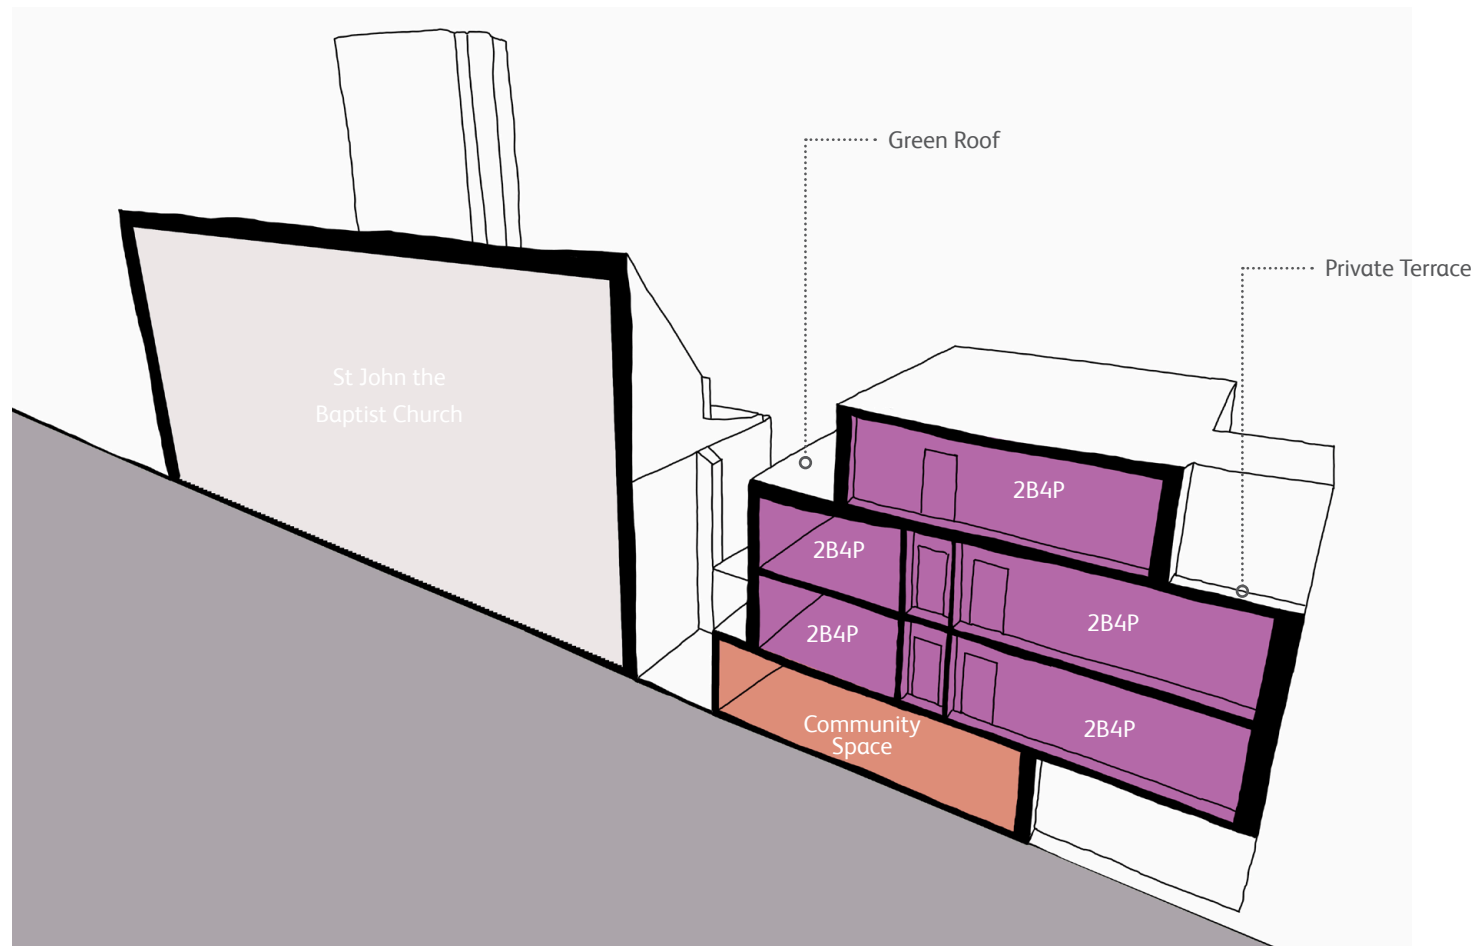 Green Roof
Private Terrace
St John the
Baptist Church
2B4P
2B4P
2B4P
2B4P
2B4P
Community
Space